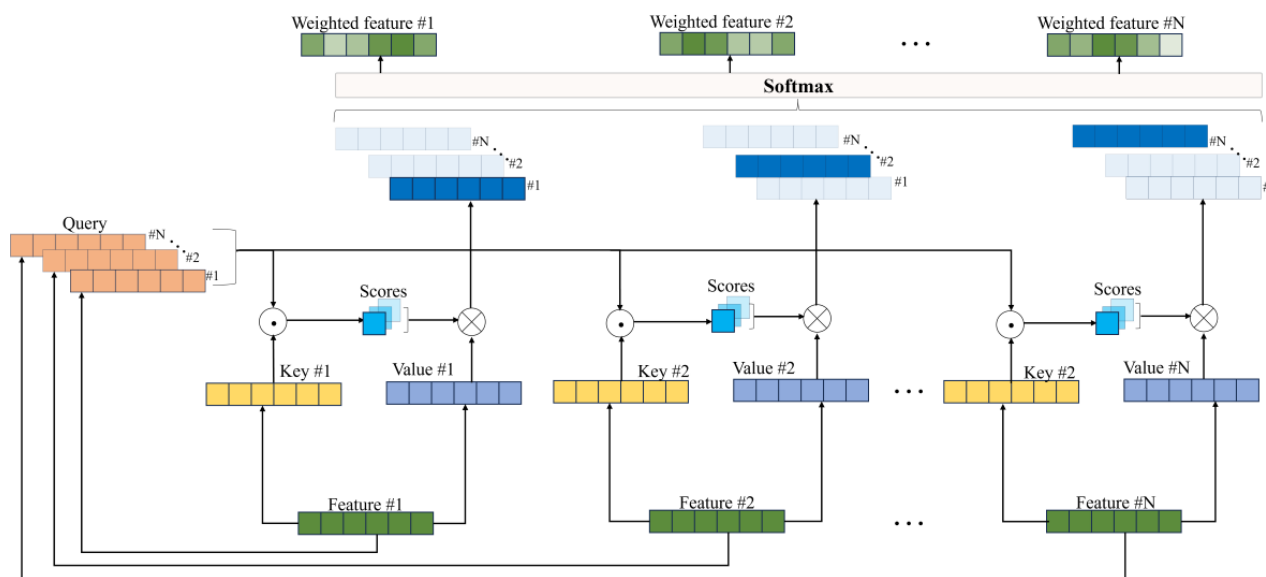 Weighted feature #1
Weighted feature #2
Weighted feature #N
...
Softmax
#N
#2
#1
#N
#2
#1
#N
#2
#
Query
#N
#2
#1
Scores
Scores
Scores
Key #1
Value #1
Key #2
Value #2
...
Key #2
Value #N
Feature #1
Feature #2
...
Feature #N